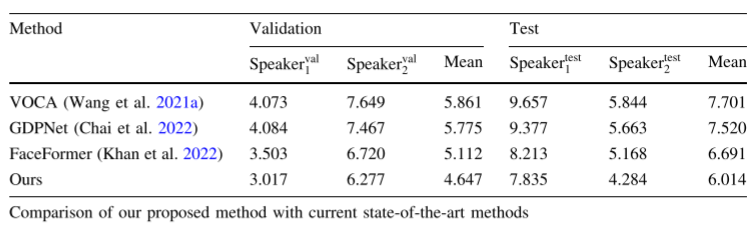 Method Validation Test
Speaker₁ᵛᵃˡ Speaker₂ᵛᵃˡ Mean Speaker₁ᵗᵉˢᵗ Speaker₂ᵗᵉˢᵗ Mean
VOCA (Wang et al. 2021a) 4.073 7.649 5.861 9.657 5.844 7.701
GDPNet (Chai et al. 2022) 4.084 7.467 5.775 9.377 5.663 7.520
FaceFormer (Khan et al. 2022) 3.503 6.720 5.112 8.213 5.168 6.691
Ours 3.017 6.277 4.647 7.835 4.284 6.014
Comparison of our proposed method with current state-of-the-art methods